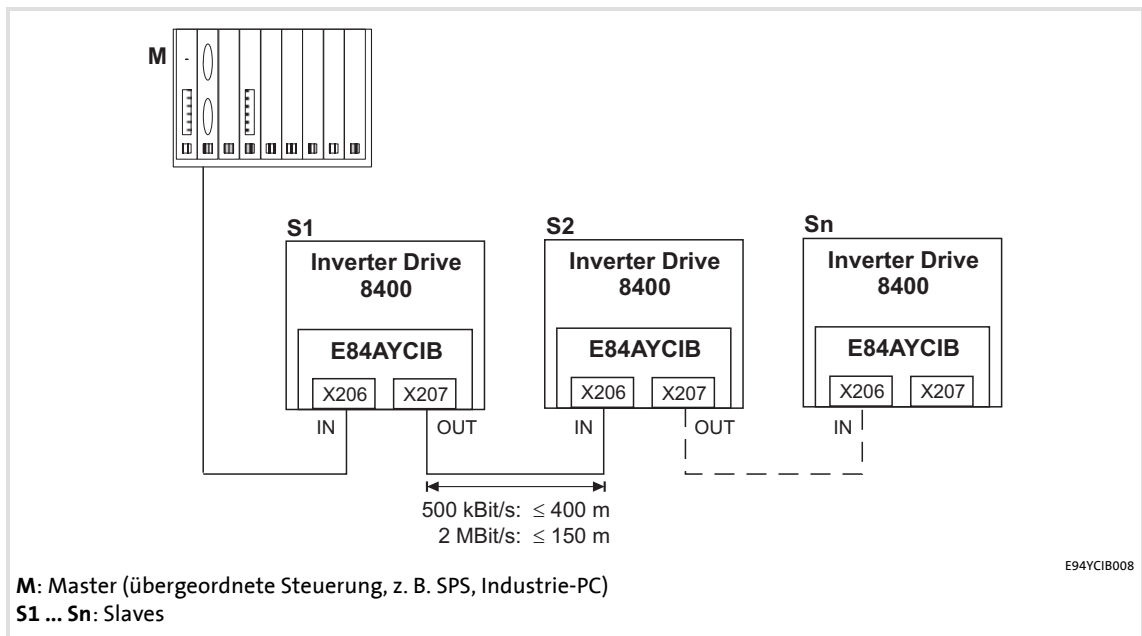 M
S1
Inverter Drive
8400
E84AYCIB
X206 X207
IN OUT
S2
Inverter Drive
8400
E84AYCIB
X206 X207
IN OUT
Sn
Inverter Drive
8400
E84AYCIB
X206 X207
IN
500 kBit/s: ≤ 400 m
2 MBit/s: ≤ 150 m
E94YCIB008
M: Master (übergeordnete Steuerung, z. B. SPS, Industrie-PC)
S1 ... Sn: Slaves